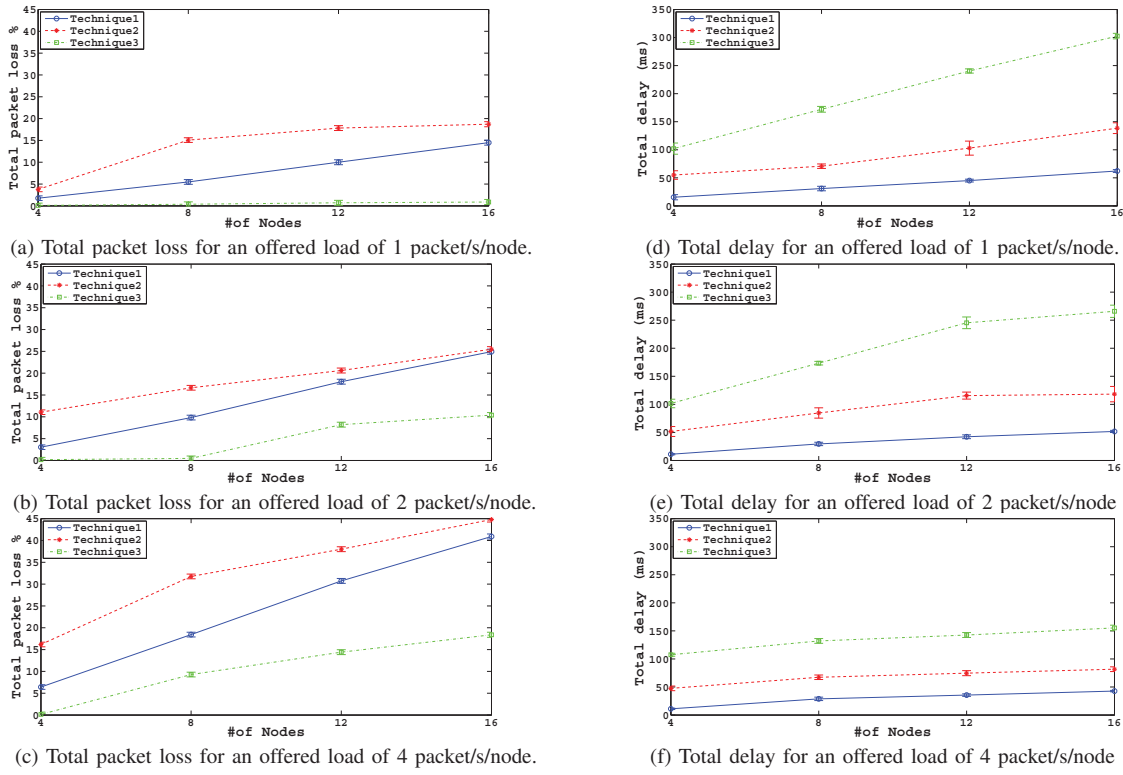 45
40
35
30
25
20
15
10
5
0
Total packet loss %
Technique1
Technique2
Technique3
4
8
12
16
#of Nodes
(a) Total packet loss for an offered load of 1 packet/s/node.
45
40
35
30
25
20
15
10
5
0
Total packet loss %
Technique1
Technique2
Technique3
4
8
12
16
#of Nodes
(b) Total packet loss for an offered load of 2 packet/s/node.
45
40
35
30
25
20
15
10
5
0
Total packet loss %
Technique1
Technique2
Technique3
4
8
12
16
#of Nodes
(c) Total packet loss for an offered load of 4 packet/s/node.
350
300
250
200
150
100
50
0
Total delay (ms)
Technique1
Technique2
Technique3
4
8
12
16
#of Nodes
(d) Total delay for an offered load of 1 packet/s/node.
350
300
250
200
150
100
50
0
Total delay (ms)
Technique1
Technique2
Technique3
4
8
12
16
#of Nodes
(e) Total delay for an offered load of 2 packet/s/node
350
300
250
200
150
100
50
0
Total delay (ms)
Technique1
Technique2
Technique3
4
8
12
16
#of Nodes
(f) Total delay for an offered load of 4 packet/s/node